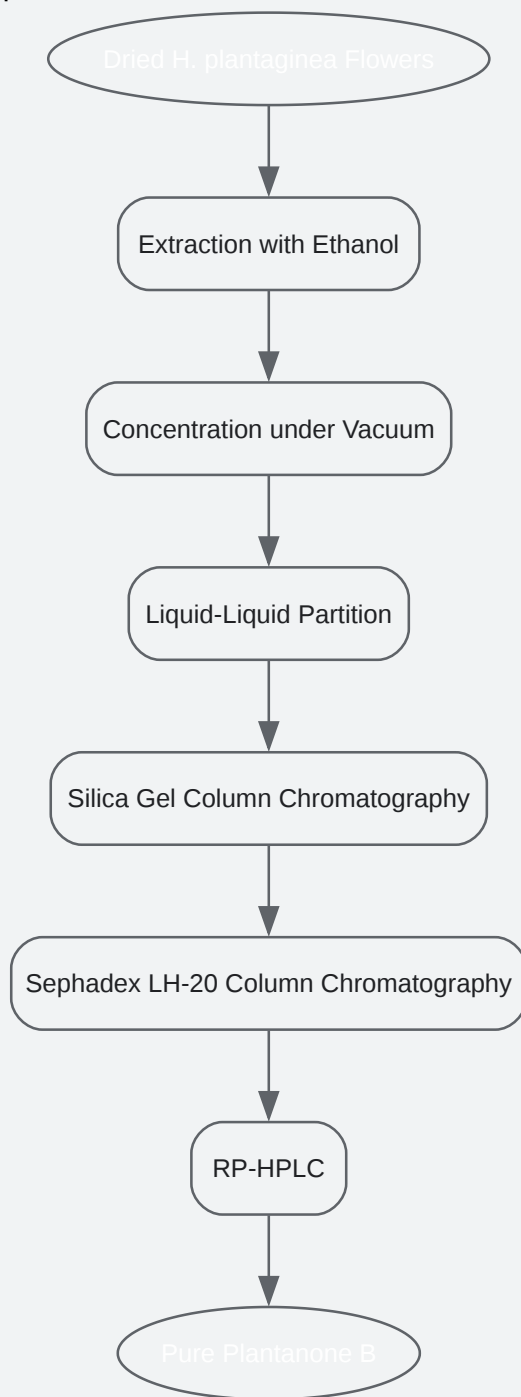 Dried H. plantaginea Flowers
Extraction with Ethanol
Concentration under Vacuum
Liquid-Liquid Partition
Silica Gel Column Chromatography
Sephadex LH-20 Column Chromatography
RP-HPLC
Pure Plantanone B